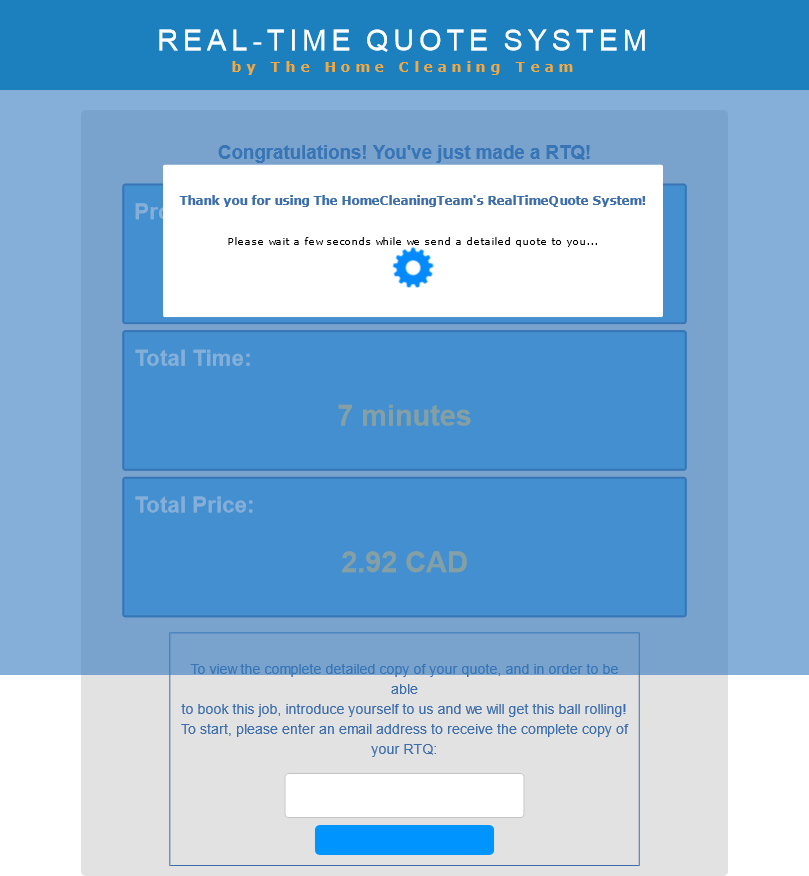 REAL-TIME QUOTE SYSTEM
by The Home Cleaning Team
Congratulations! You've just made a RTQ!
Thank you for using The HomeCleaningTeam's RealTimeQuote System!
Please wait a few seconds while we send a detailed quote to you...
Total Time:
7 minutes
Total Price:
2.92 CAD
To view the complete detailed copy of your quote, and in order to be
able
to book this job, introduce yourself to us and we will get this ball rolling!
To start, please enter an email address to receive the complete copy of
your RTQ: